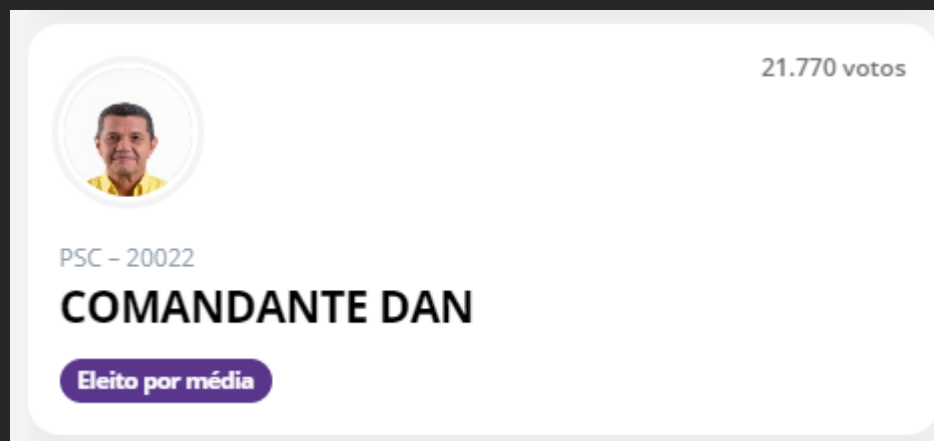 21.770 votos
PSC – 20022
COMANDANTE DAN
Eleito por média